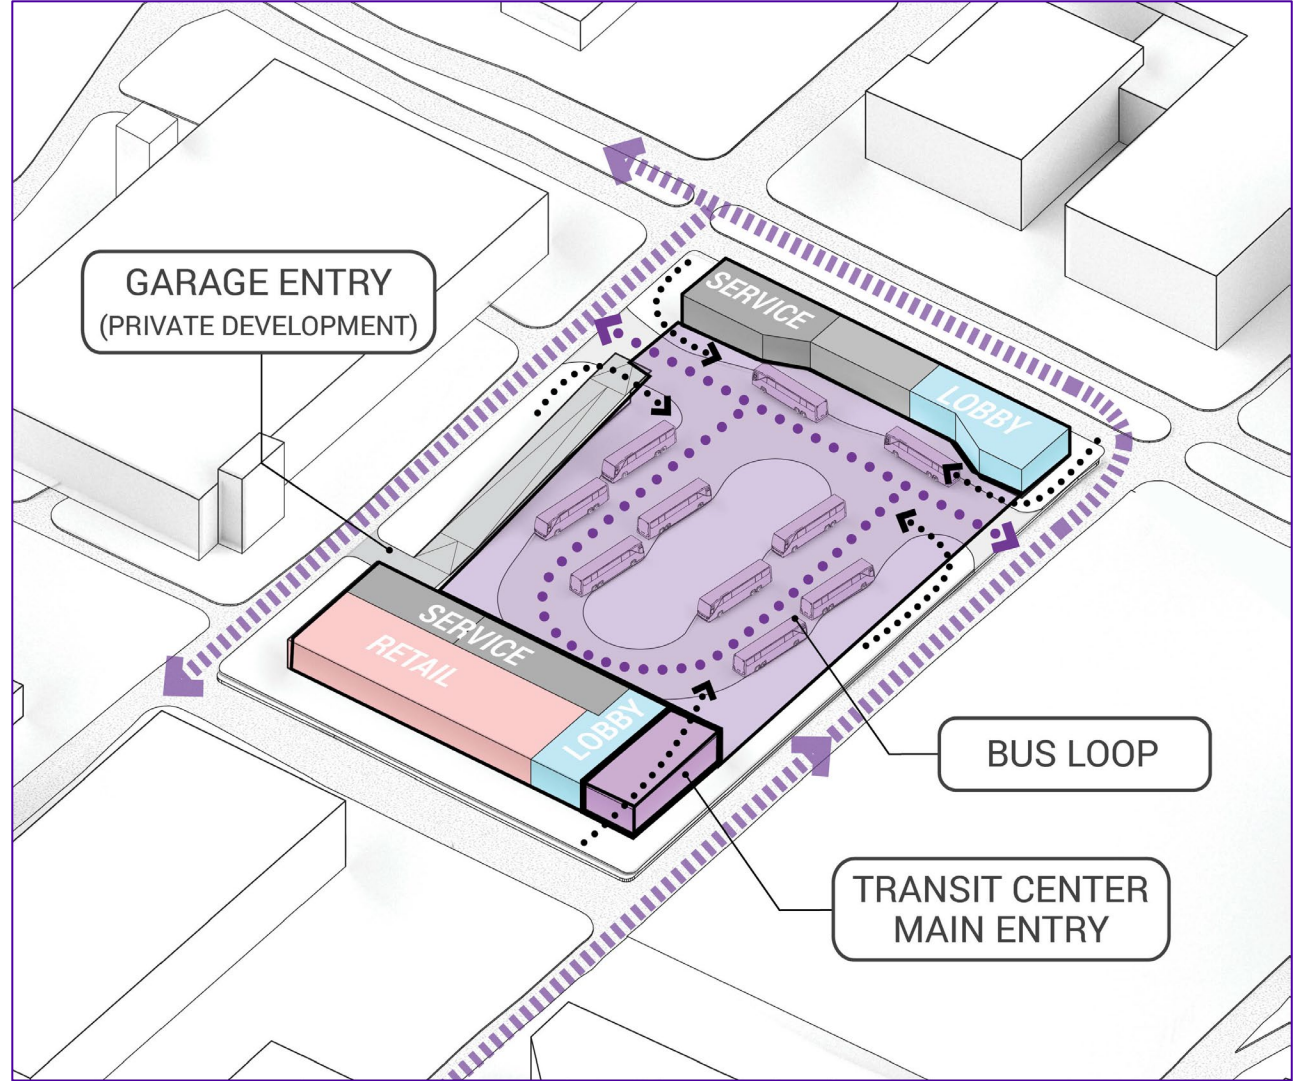 SERVICE
GARAGE ENTRY
(PRIVATE DEVELOPMENT)
LOBBY
SERVICE
RETAIL
LOBBY
BUS LOOP
TRANSIT CENTER
MAIN ENTRY